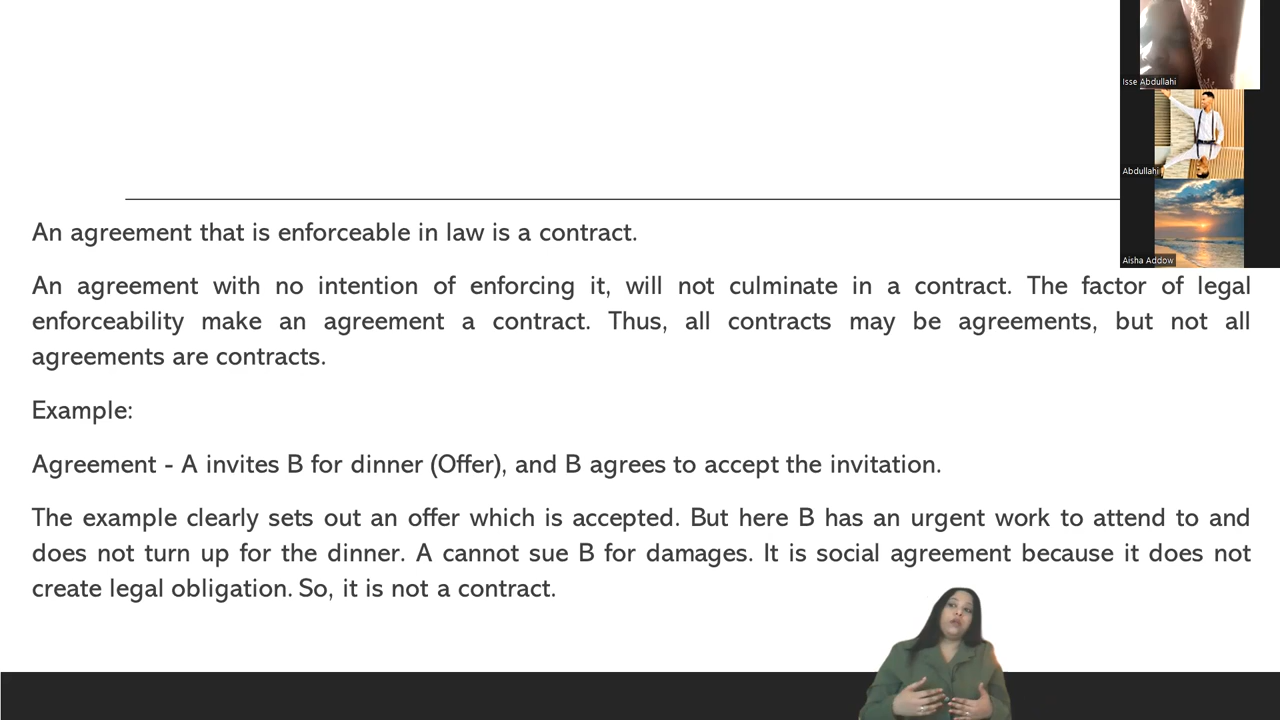 Isse Abdullahi
Abdullahi
Aisha Addow
An agreement that is enforceable in law is a contract.
An agreement with no intention of enforcing it, will not culminate in a contract. The factor of legal
enforceability make an agreement a contract. Thus, all contracts may be agreements, but not all
agreements are contracts.
Example:
Agreement - A invites B for dinner (Offer), and B agrees to accept the invitation.
The example clearly sets out an offer which is accepted. But here B has an urgent work to attend to and
does not turn up for the dinner. A cannot sue B for damages. It is social agreement because it does not
create legal obligation. So, it is not a contract.